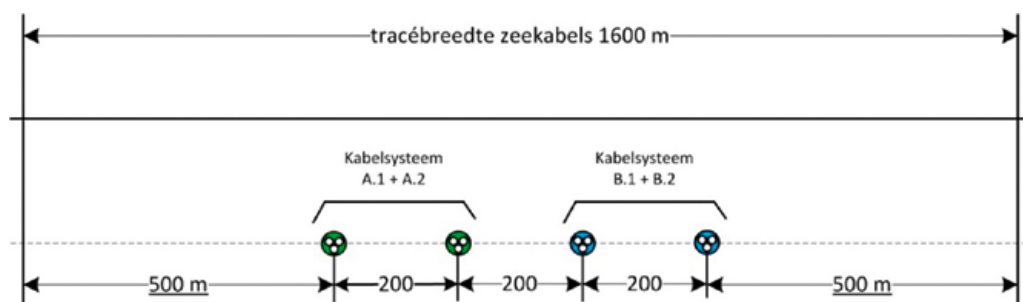 tracébreedte zeekabels 1600 m
Kabelsysteem
A.1 + A.2
Kabelsysteem
B.1 + B.2
500 m
200
200
200
500 m